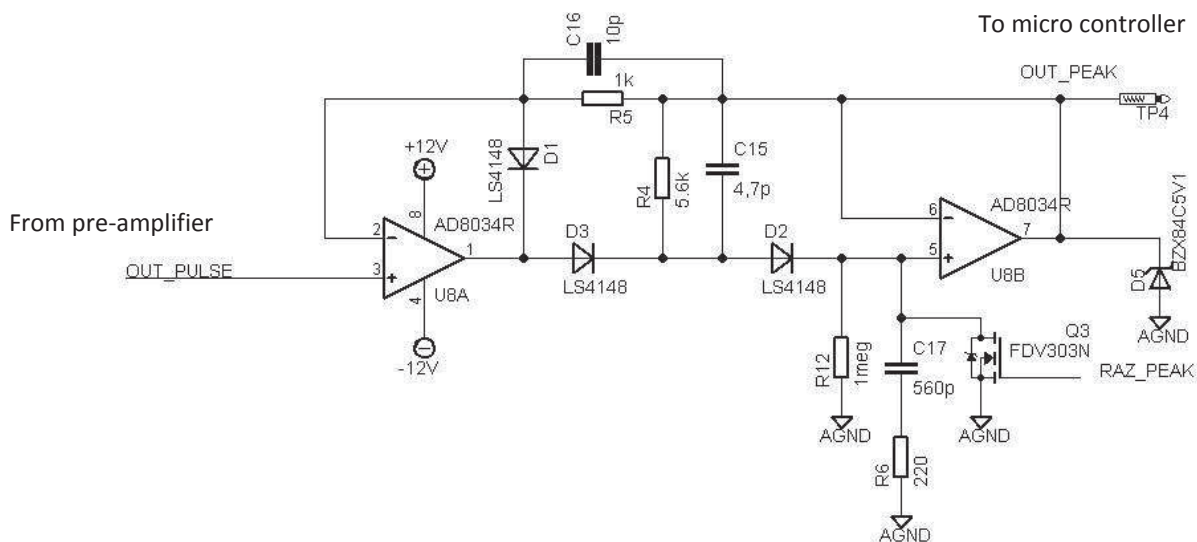 To micro controller
C16
10p
OUT_PEAK
1k
R5
TP4
+12V
LS4148
D1
R4
5.6k
C15
4,7p
From pre-amplifier
AD8034R
AD8034R
BZX84C5V1
8
2
1
6
7
D3
D2
5
OUT_PULSE
3
U8A
LS4148
LS4148
U8B
D5
4
AGND
-12V
R12
1meg
C17
560p
Q3
FDV303N
RAZ_PEAK
AGND
AGND
R6
220
AGND